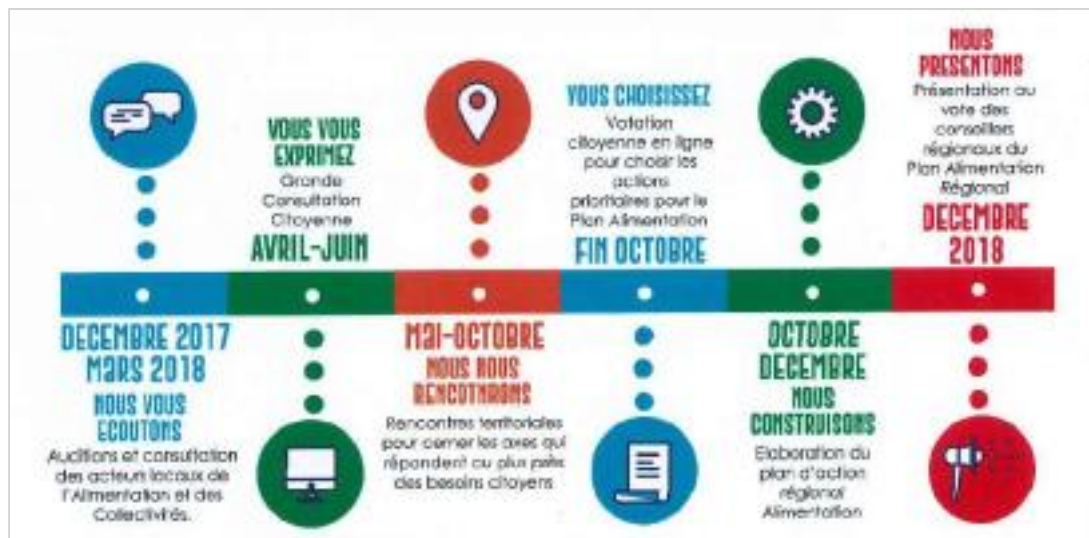 DECEMBRE 2017
MARS 2018
NOUS VOUS
ECOUTONS
Auditions et consultation
des acteurs locaux de
l'Alimentation et des
Collectivités.
VOUS VOUS
EXPRIMEZ
Grande
Consultation
Citoyenne
AVRIL-JUIN
MAI-OCTOBRE
NOUS NOUS
RENCOTNRONS
Rencontres territoriales
pour cerner les axes qui
répondent au plus près
des besoins citoyens
VOUS CHOISISSEZ
Votation
citoyenne en ligne
pour choisir les
actions
prioritaires pour le
Plan Alimentation
FIN OCTOBRE
OCTOBRE
DECEMBRE
NOUS
CONSTRUISONS
Elaboration du
plan d'action
régional
Alimentation
NOUS
PRESENTONS
Présentation au
vote des
conseillers
régionaux du
Plan Alimentation
Régional
DECEMBRE
2018